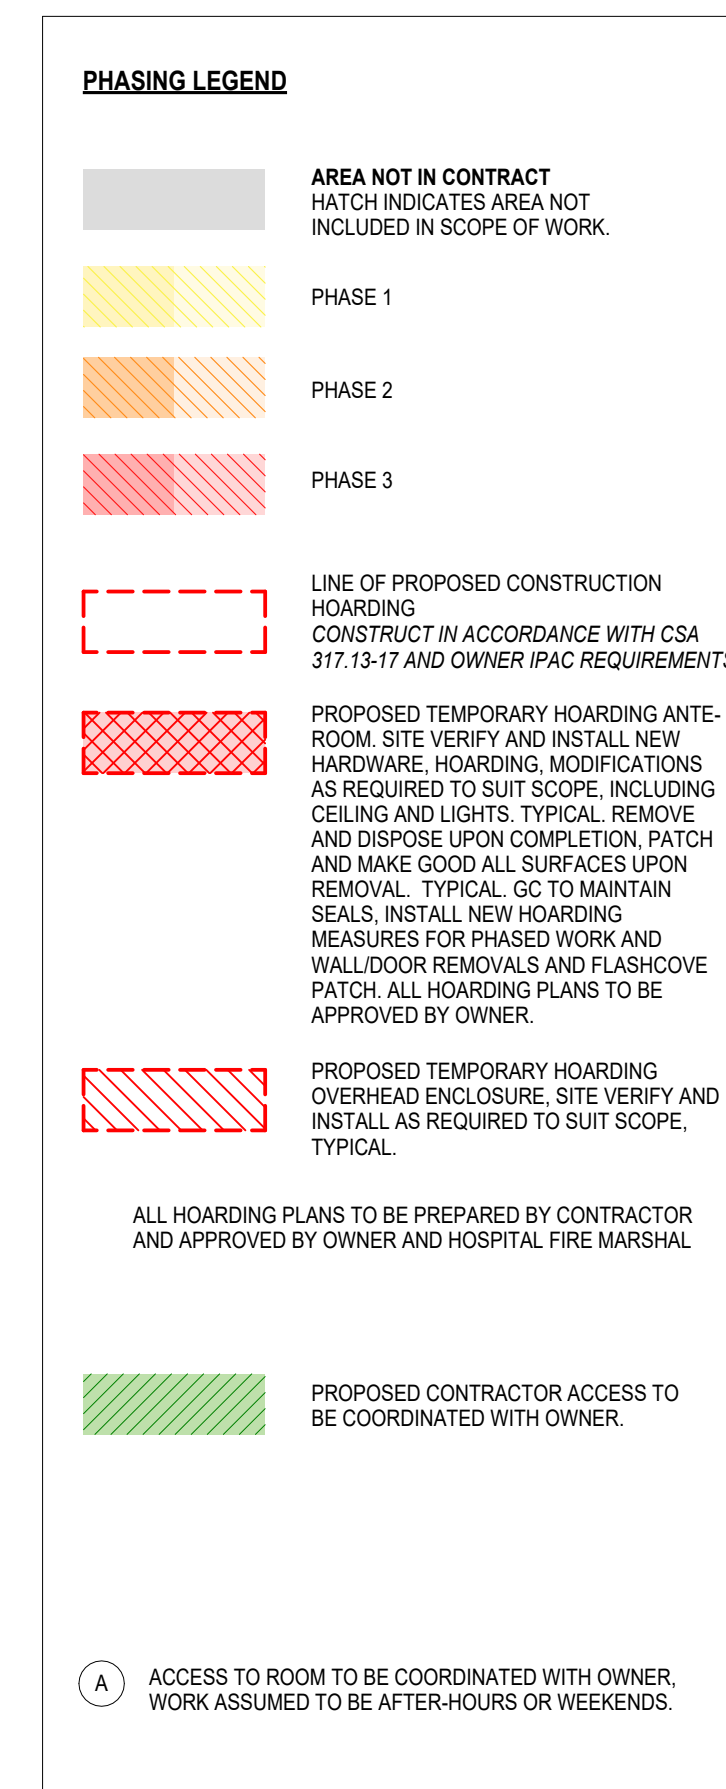 PHASING LEGEND
AREA NOT IN CONTRACT
HATCH INDICATES AREA NOT
INCLUDED IN SCOPE OF WORK.
PHASE 1
PHASE 2
PHASE 3
LINE OF PROPOSED CONSTRUCTION
HOARDING
CONSTRUCT IN ACCORDANCE WITH CSA
317.13-17 AND OWNER IPAC REQUIREMENTS
PROPOSED TEMPORARY HOARDING ANTE-
ROOM. SITE VERIFY AND INSTALL NEW
HARDWARE, HOARDING, MODIFICATIONS
AS REQUIRED TO SUIT SCOPE, INCLUDING
CEILING AND LIGHTS. TYPICAL. REMOVE
AND DISPOSE UPON COMPLETION, PATCH
AND MAKE GOOD ALL SURFACES UPON
REMOVAL. TYPICAL. GC TO MAINTAIN
SEALS, INSTALL NEW HOARDING
MEASURES FOR PHASED WORK AND
WALL/DOOR REMOVALS AND FLASHCOVE
PATCH. ALL HOARDING PLANS TO BE
APPROVED BY OWNER.
PROPOSED TEMPORARY HOARDING
OVERHEAD ENCLOSURE, SITE VERIFY AND
INSTALL AS REQUIRED TO SUIT SCOPE,
TYPICAL.
ALL HOARDING PLANS TO BE PREPARED BY CONTRACTOR
AND APPROVED BY OWNER AND HOSPITAL FIRE MARSHAL
PROPOSED CONTRACTOR ACCESS TO
BE COORDINATED WITH OWNER.
A ACCESS TO ROOM TO BE COORDINATED WITH OWNER,
WORK ASSUMED TO BE AFTER-HOURS OR WEEKENDS.